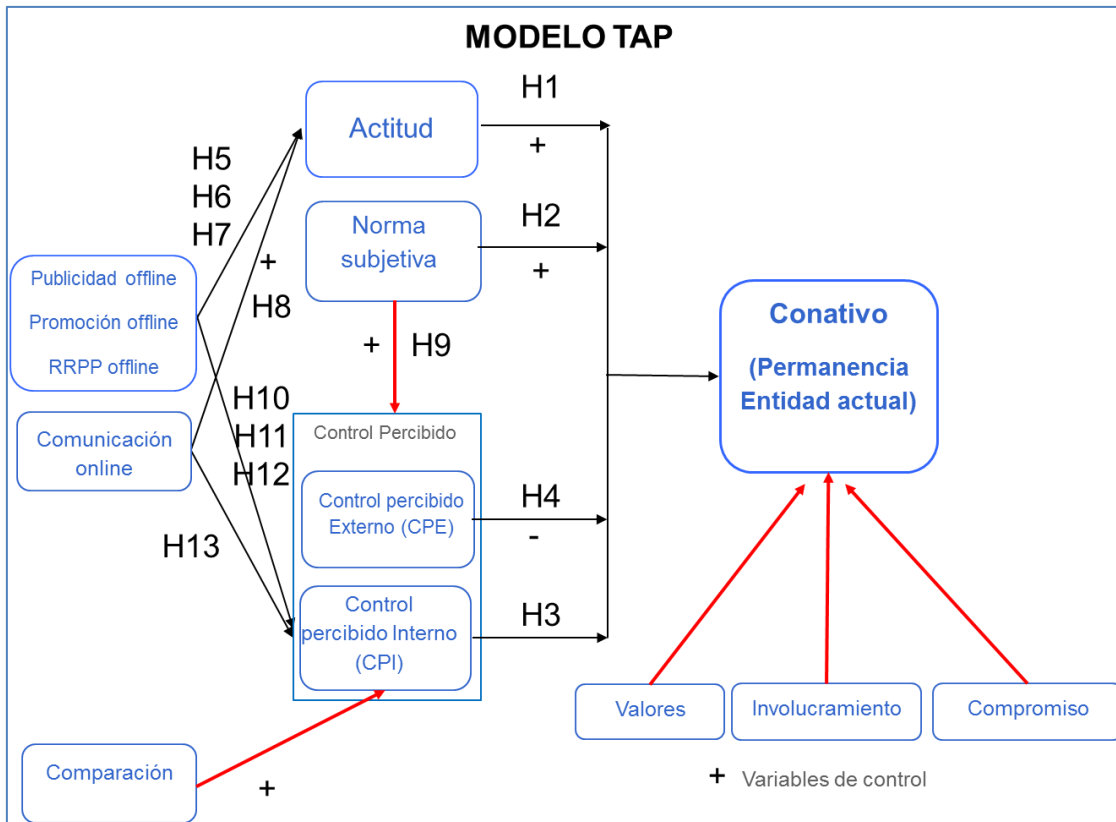 MODELO TAP
H1
Actitud
+
H5
H6
H7
H2
Norma
subjetiva
+
+
H8
Publicidad offline
Promoción offline
RRPP offline
+
H9
Conativo
(Permanencia
Entidad actual)
H10
H11
H12
Comunicación
online
Control Percibido
Control percibido
Externo (CPE)
H4
-
H13
Control
percibido Interno
(CPI)
H3
Valores
Involucramiento
Compromiso
Comparación
+
+ Variables de control